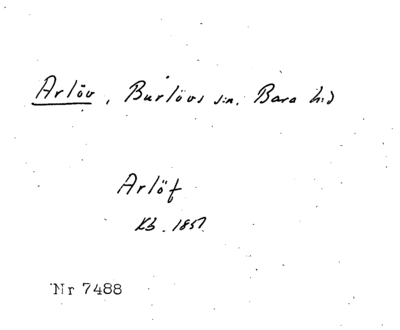 Arlöv, Burlövs sn. Bara hd
Arlöf
Kb. 1857.
Nr 7488